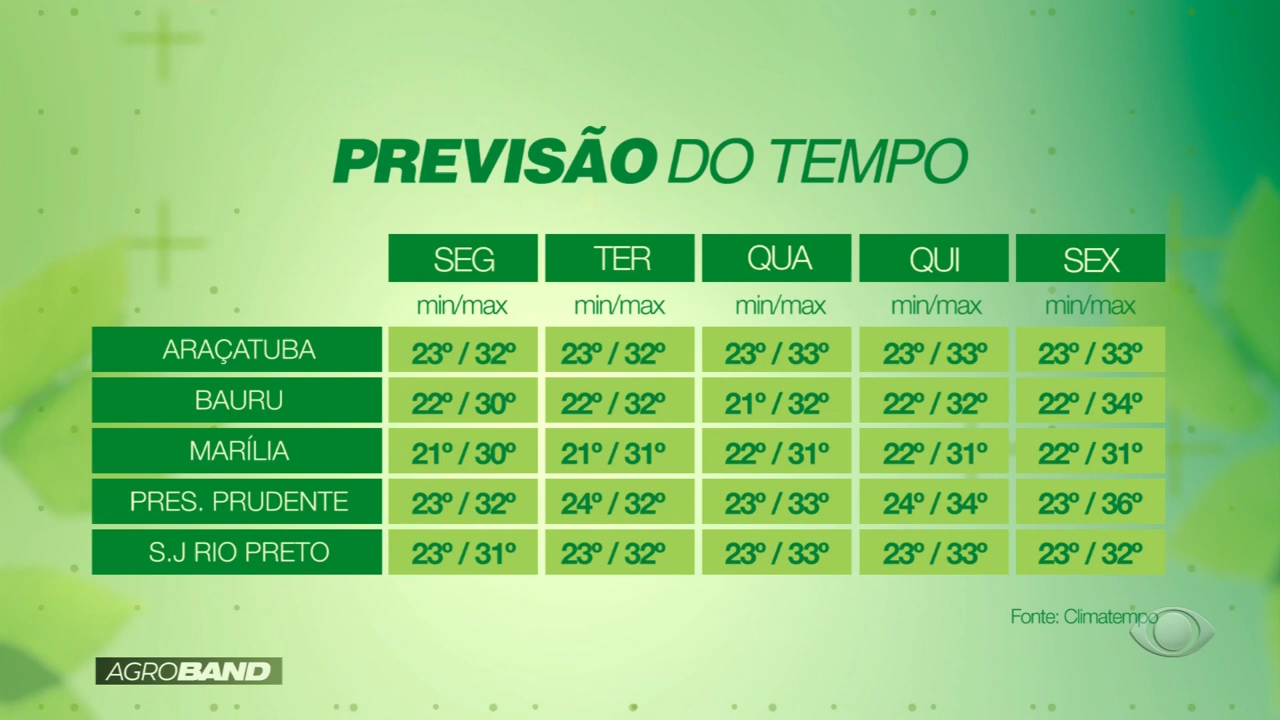 PREVISÃO DO TEMPO
SEG TER QUA QUI SEX
min/max min/max min/max min/max min/max
ARAÇATUBA 23º / 32º 23º / 32º 23º / 33º 23º / 33º 23º / 33º
BAURU 22º / 30º 22º / 32º 21º / 32º 22º / 32º 22º / 34º
MARÍLIA 21º / 30º 21º / 31º 22º / 31º 22º / 31º 22º / 31º
PRES. PRUDENTE 23º / 32º 24º / 32º 23º / 33º 24º / 34º 23º / 36º
S.J RIO PRETO 23º / 31º 23º / 32º 23º / 33º 23º / 33º 23º / 32º
Fonte: Climatempo
AGROBAND